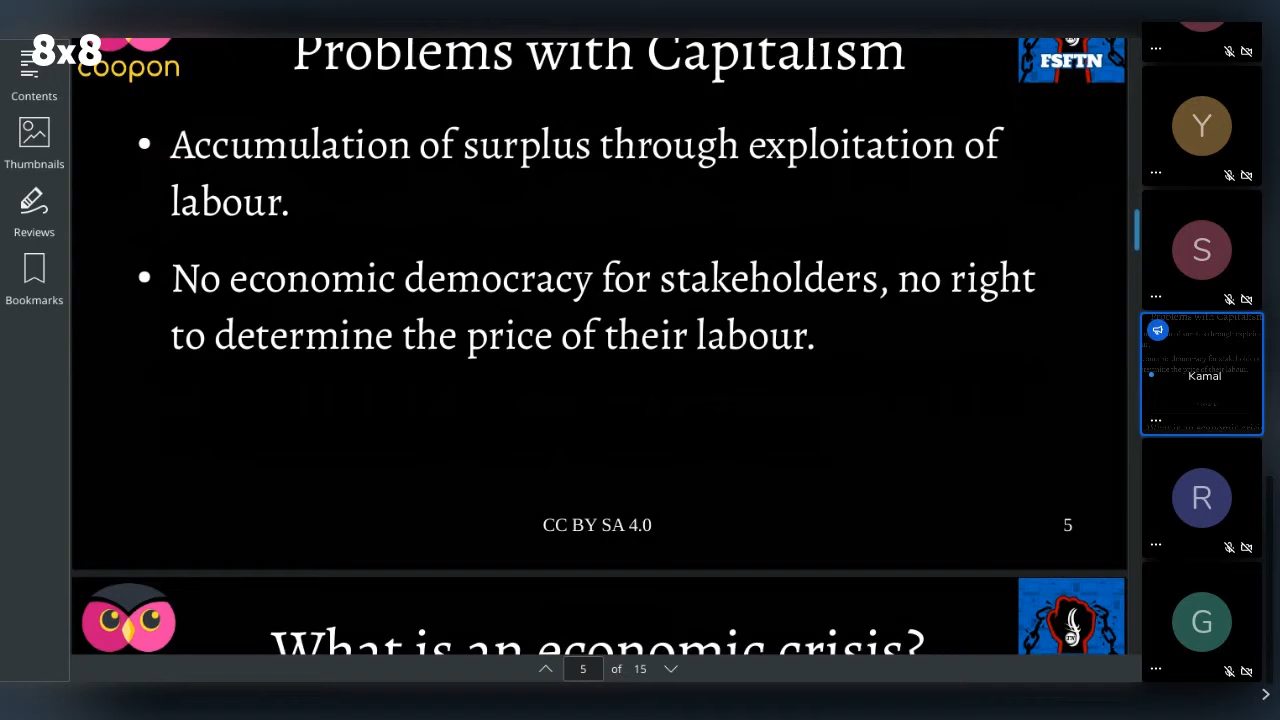 8x8
coopon
Problems with Capitalism
FSFTN
Contents
Thumbnails
Reviews
Bookmarks
• Accumulation of surplus through exploitation of
labour.
• No economic democracy for stakeholders, no right
to determine the price of their labour.
CC BY SA 4.0
5
What is an economic crisis?
5 of 15
Y
S
Kamal
R
G